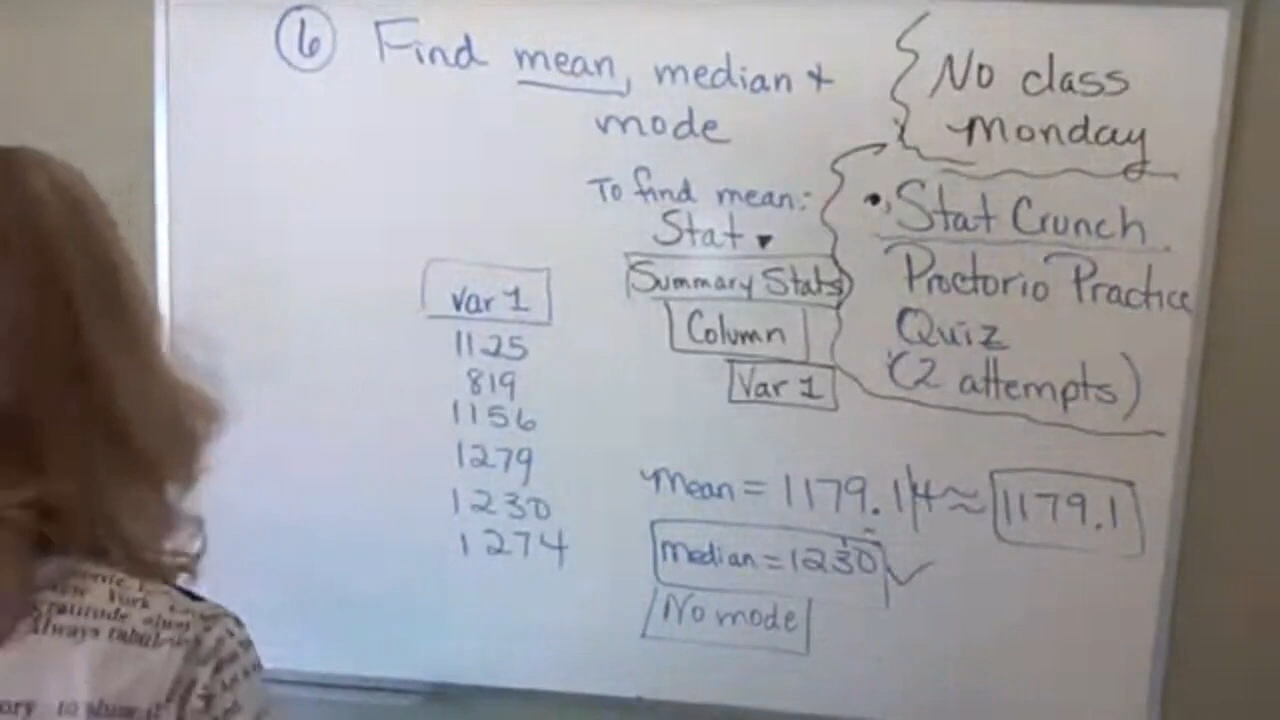 6 Find mean, median +
mode
No class
Monday
To find mean:
Stat ▾
Summary Stats
Column
Var 1
• Stat Crunch
Proctorio Practice
Quiz
(2 attempts)
Var 1
1125
819
1156
1279
1230
1274
mean = 1179.14 ≈ 1179.1
median = 1230 ✓
No mode
York
Always